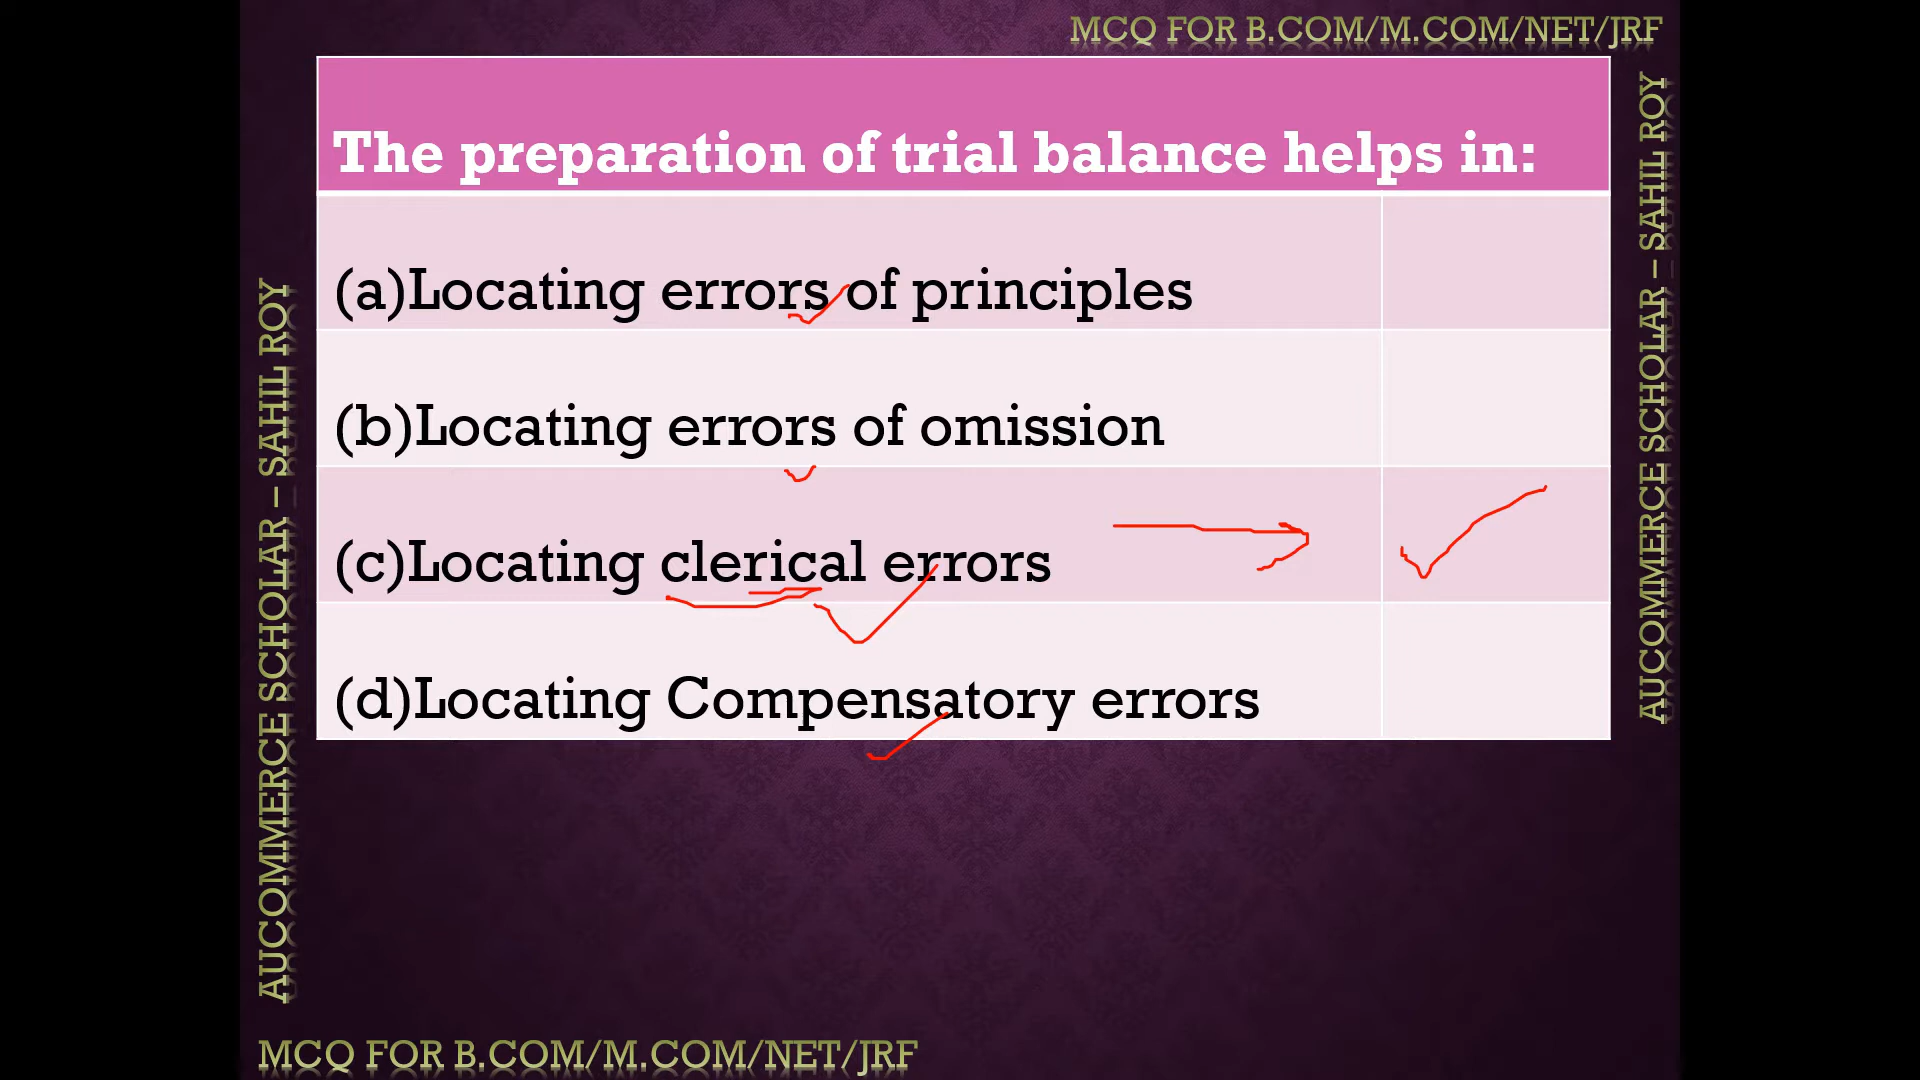 MCQ FOR B.COM/M.COM/NET/JRF
The preparation of trial balance helps in:
(a)Locating errors of principles
(b)Locating errors of omission
(c)Locating clerical errors
(d)Locating Compensatory errors
AUCOMMERCE SCHOLAR – SAHIL ROY
AUCOMMERCE SCHOLAR – SAHIL ROY
MCQ FOR B.COM/M.COM/NET/JRF